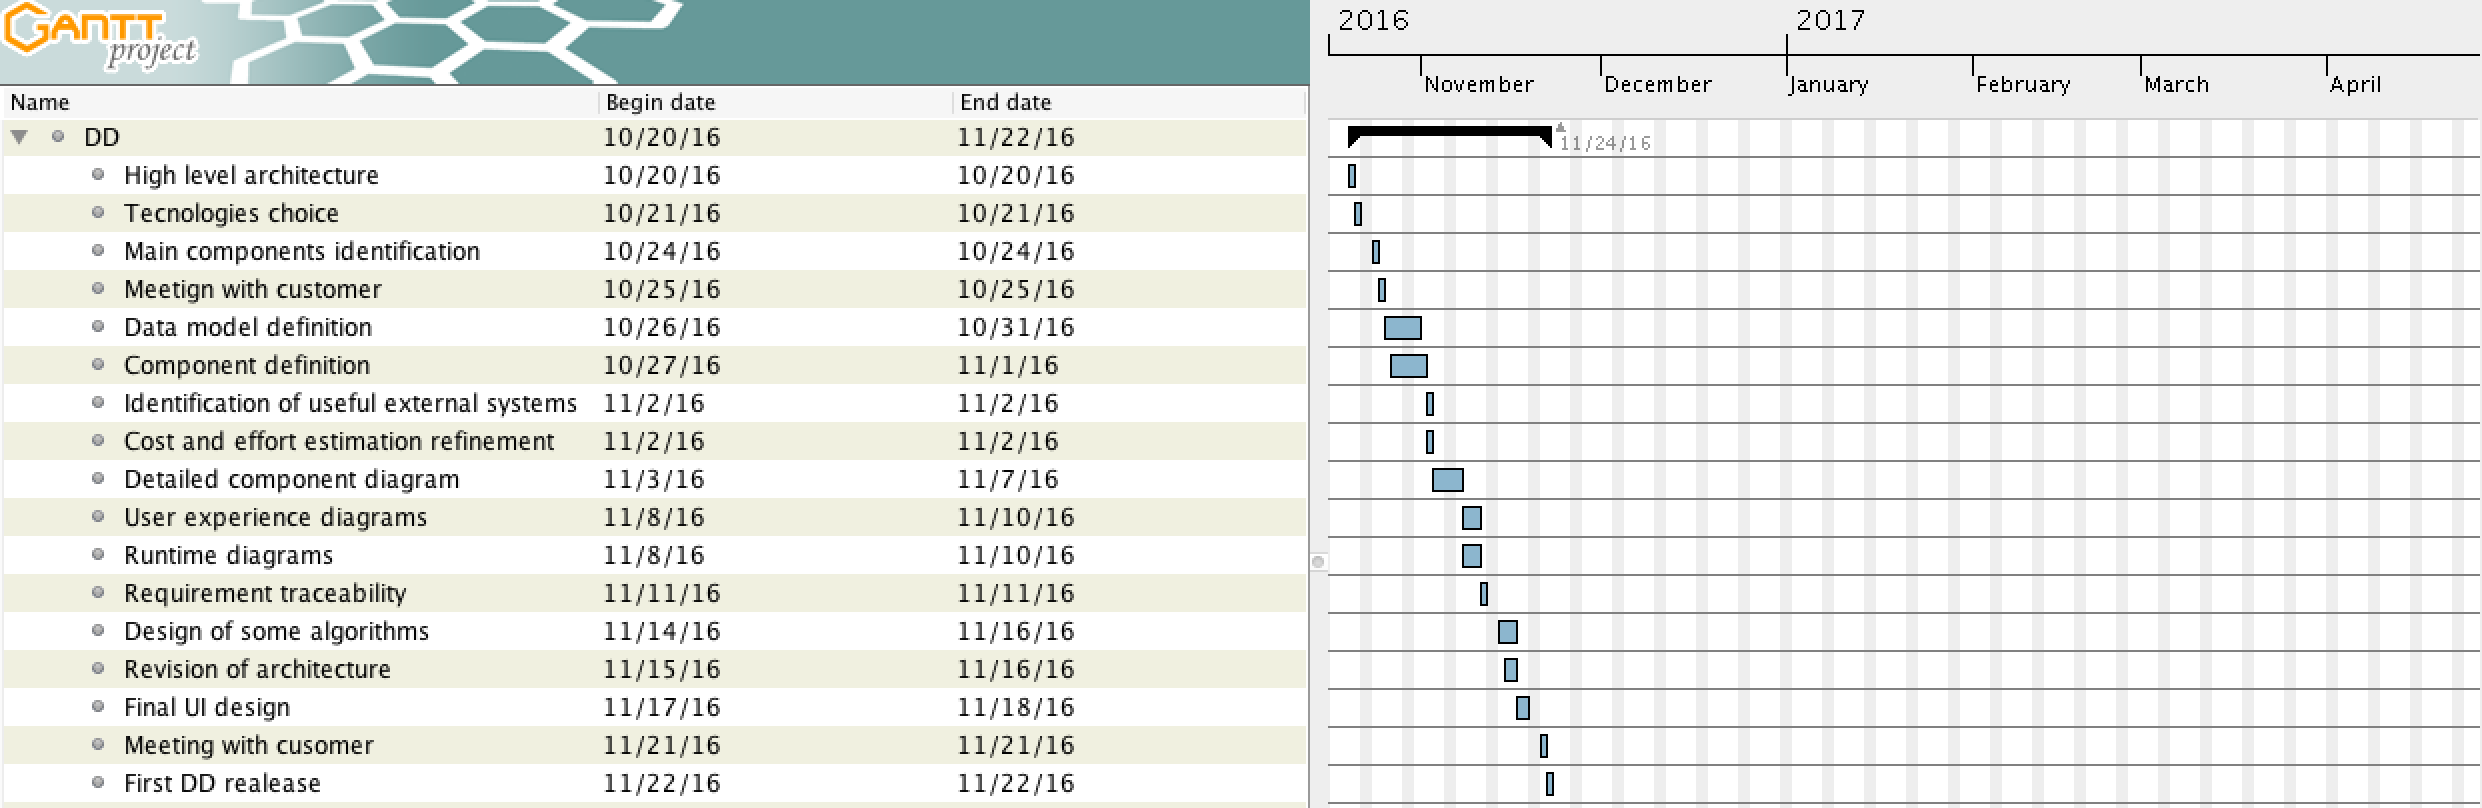 GANTT
project
2016 2017
November December January February March April
Name Begin date End date
DD 10/20/16 11/22/16 11/24/16
High level architecture 10/20/16 10/20/16
Tecnologies choice 10/21/16 10/21/16
Main components identification 10/24/16 10/24/16
Meetign with customer 10/25/16 10/25/16
Data model definition 10/26/16 10/31/16
Component definition 10/27/16 11/1/16
Identification of useful external systems 11/2/16 11/2/16
Cost and effort estimation refinement 11/2/16 11/2/16
Detailed component diagram 11/3/16 11/7/16
User experience diagrams 11/8/16 11/10/16
Runtime diagrams 11/8/16 11/10/16
Requirement traceability 11/11/16 11/11/16
Design of some algorithms 11/14/16 11/16/16
Revision of architecture 11/15/16 11/16/16
Final UI design 11/17/16 11/18/16
Meeting with cusomer 11/21/16 11/21/16
First DD realease 11/22/16 11/22/16